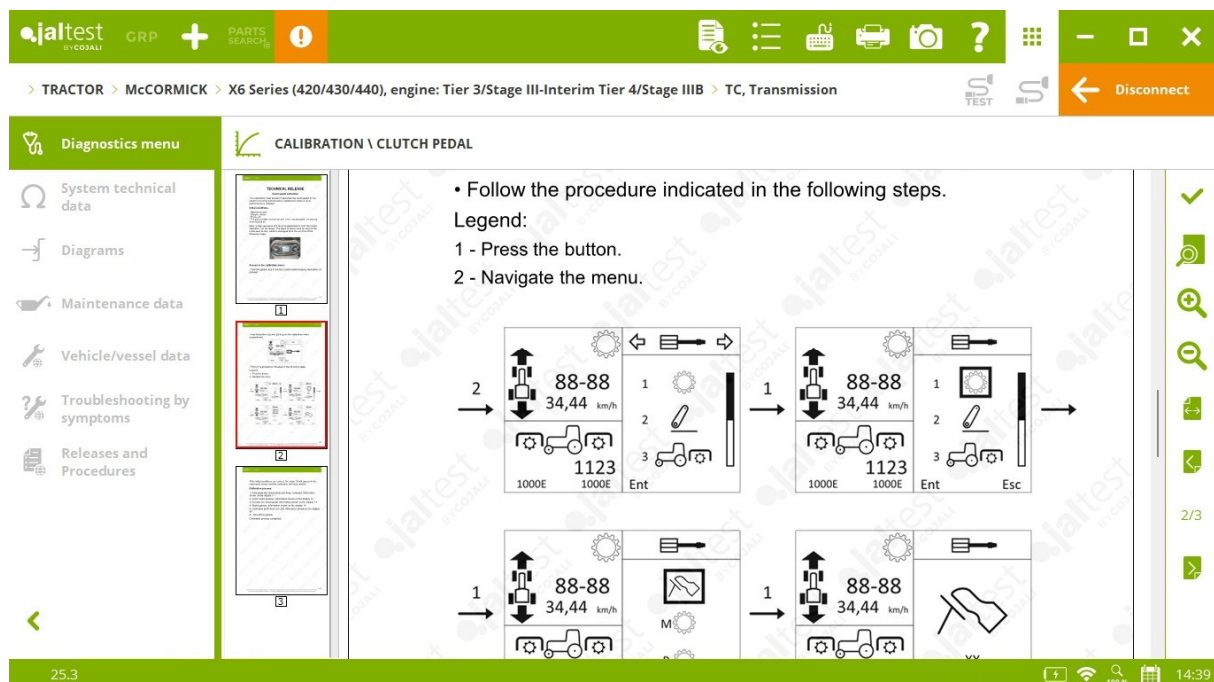 jaltest
BY COJALI
GRP
PARTS
SEARCH
TRACTOR > McCORMICK > X6 Series (420/430/440), engine: Tier 3/Stage III-Interim Tier 4/Stage IIIB > TC, Transmission
TEST
Disconnect
Diagnostics menu
CALIBRATION \ CLUTCH PEDAL
System technical
data
Diagrams
Maintenance data
Vehicle/vessel data
Troubleshooting by
symptoms
Releases and
Procedures
TECHNICAL RELEASE
1
2
3
• Follow the procedure indicated in the following steps.
Legend:
1 - Press the button.
2 - Navigate the menu.
2
88-88
34,44 km/h
1123
1000E 1000E
1
2
3
Ent
1
88-88
34,44 km/h
1123
1000E 1000E
1
2
3
Ent Esc
1
88-88
34,44 km/h
M
1
88-88
34,44 km/h
2/3
25.3
100 %
14:39